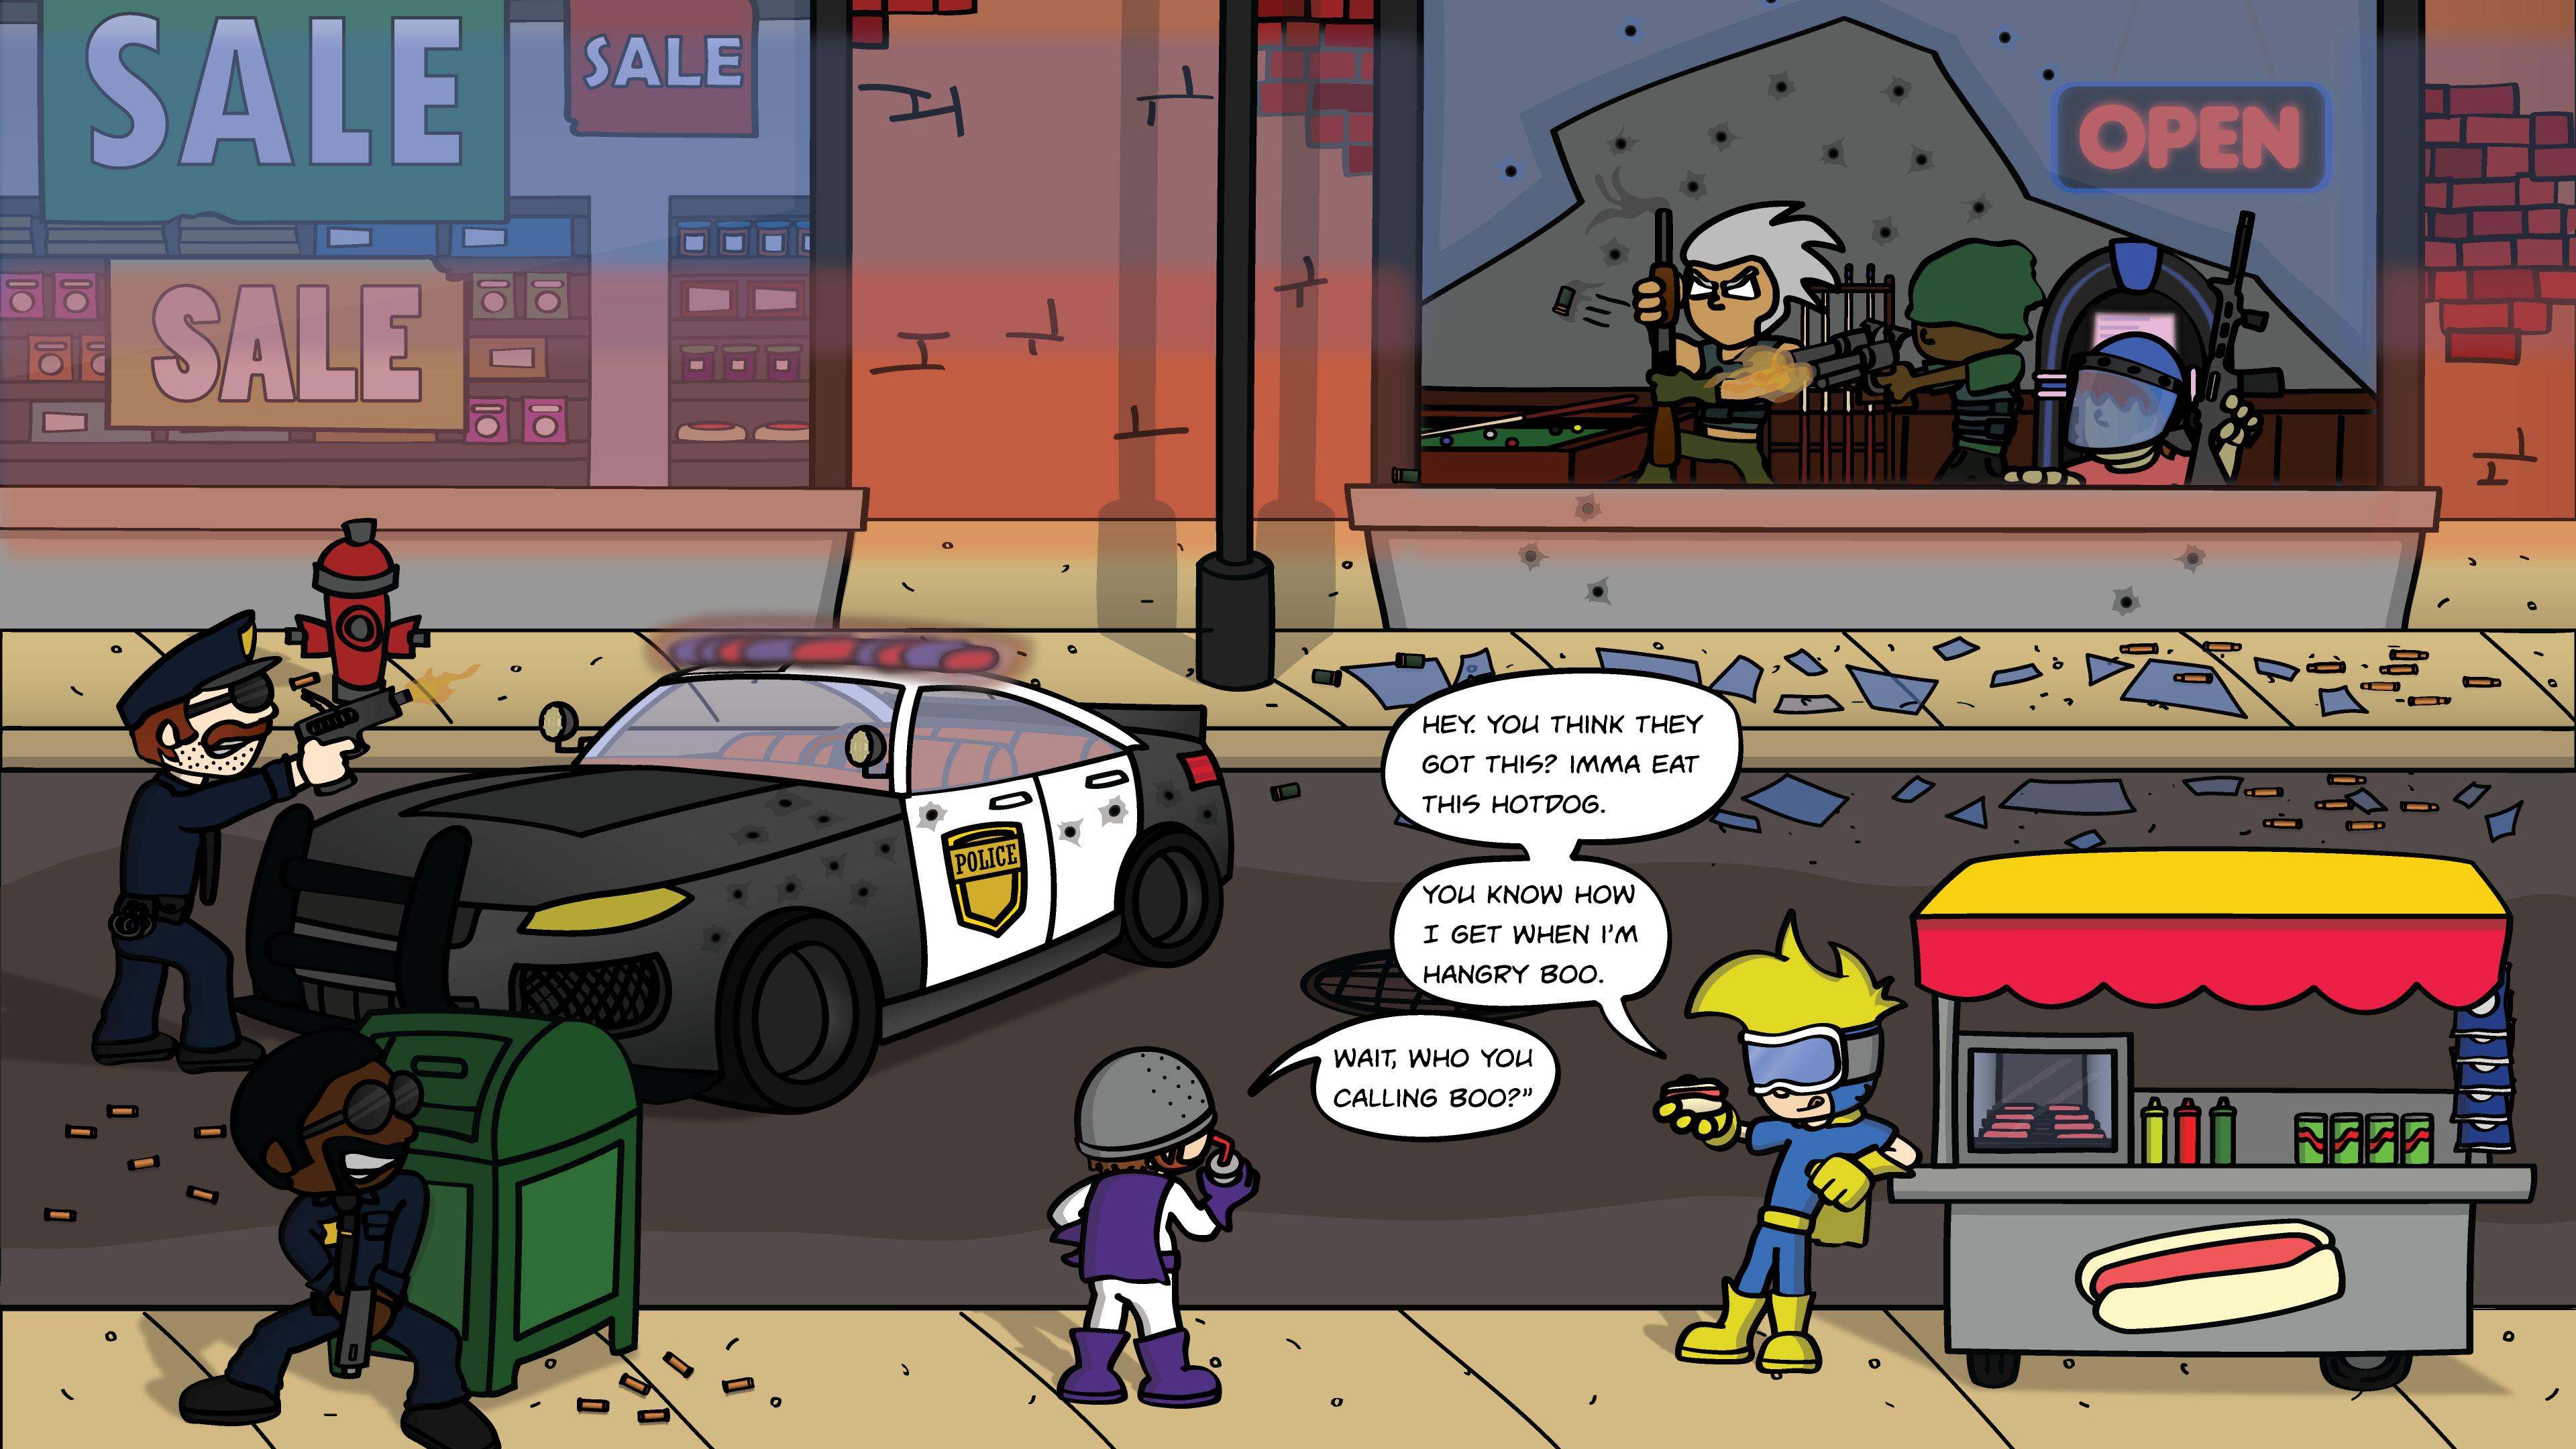 SALE
SALE
OPEN
SALE
HEY. YOU THINK THEY
GOT THIS? IMMA EAT
THIS HOTDOG.
POLICE
YOU KNOW HOW
I GET WHEN I'M
HANGRY BOO.
WAIT, WHO YOU
CALLING BOO?"